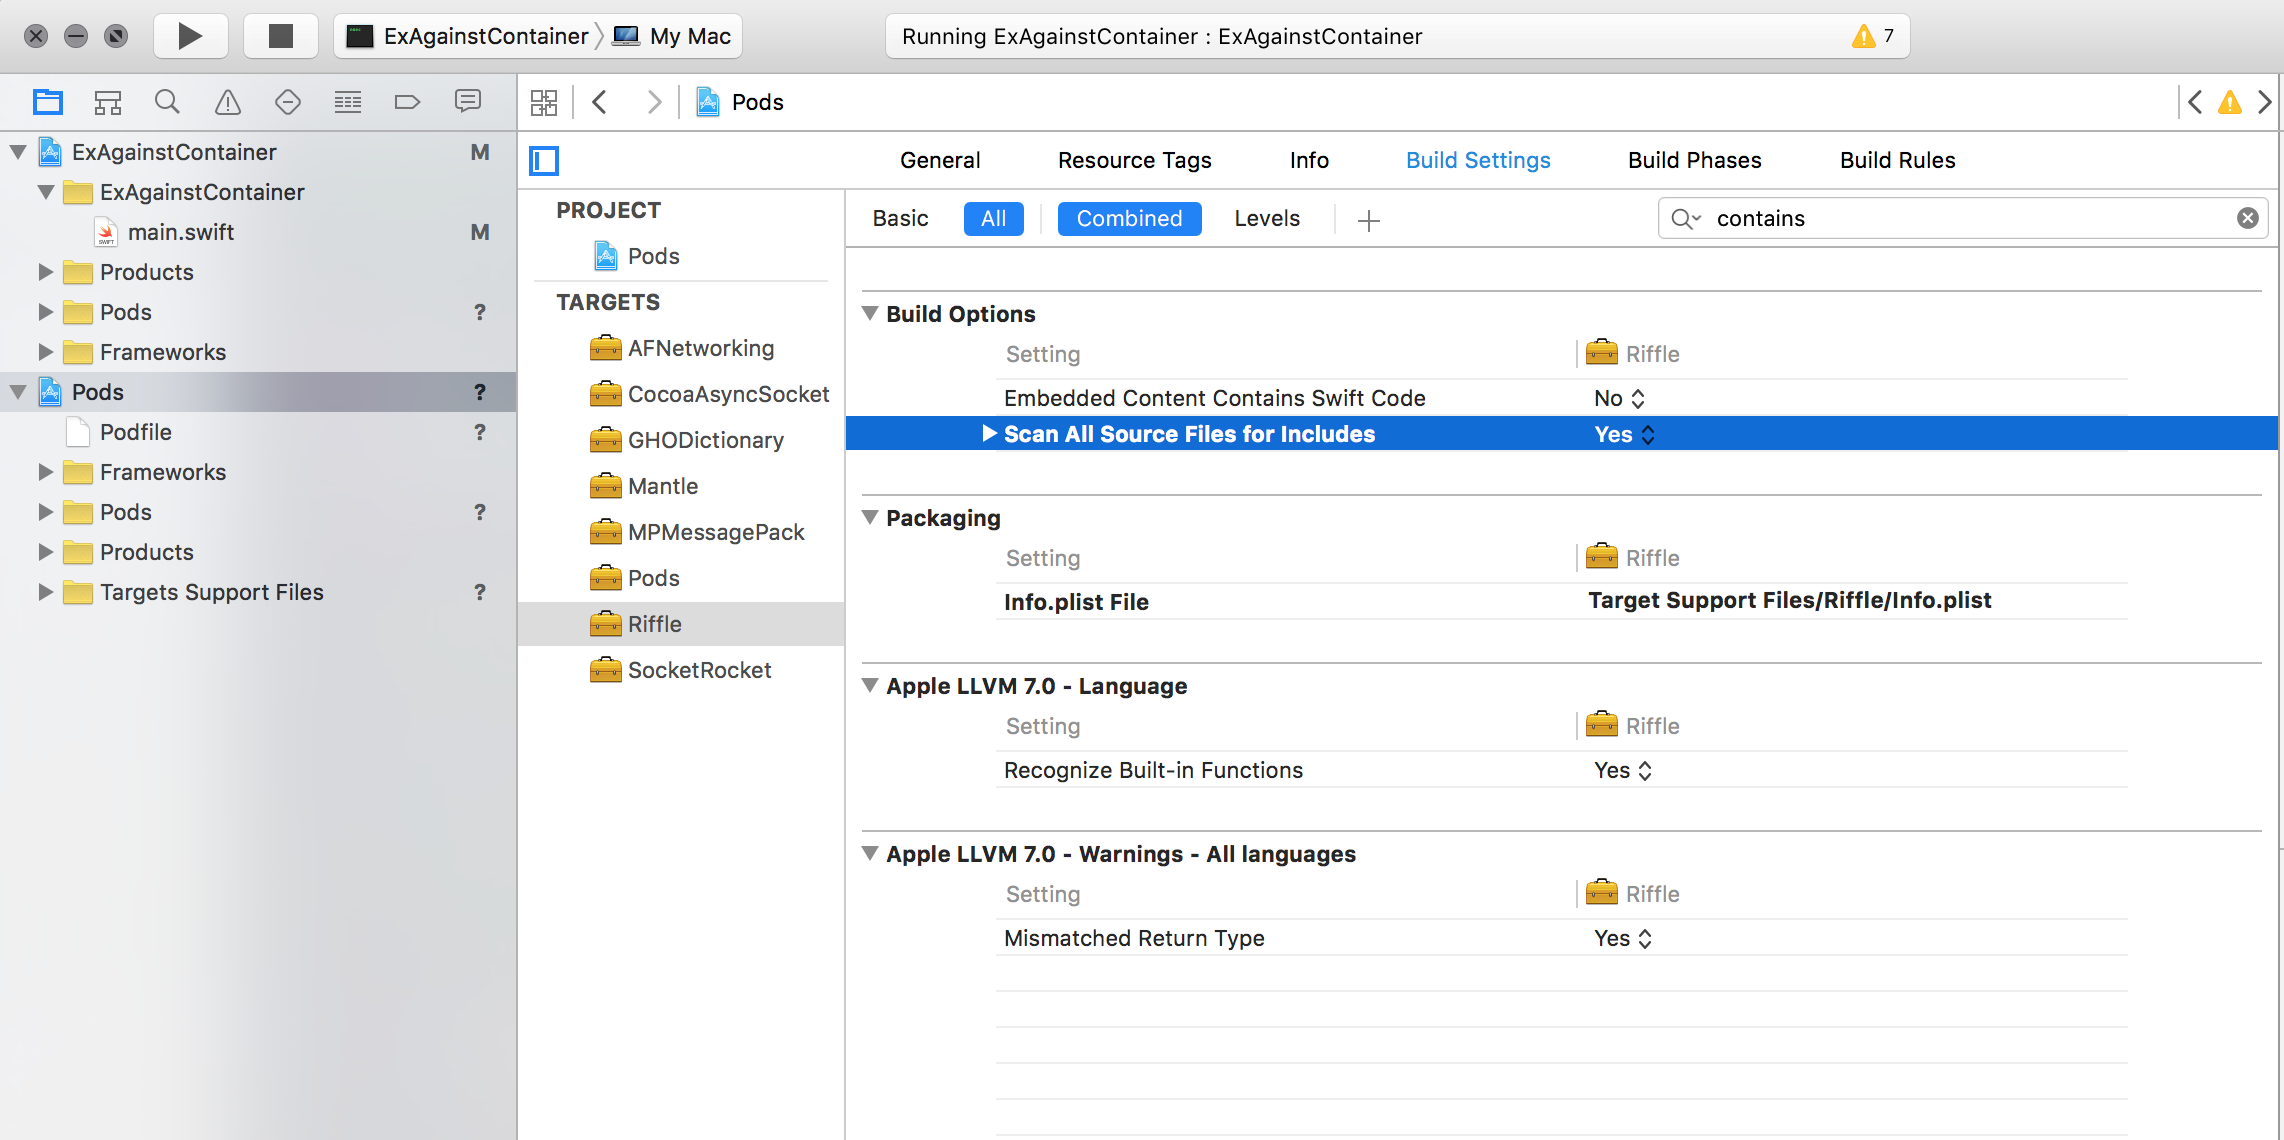 ExAgainstContainer My Mac
Running ExAgainstContainer : ExAgainstContainer
7
Pods
ExAgainstContainer M
ExAgainstContainer
main.swift M
Products
Pods ?
Frameworks
Pods ?
Podfile ?
Frameworks
Pods ?
Products
Targets Support Files ?
General Resource Tags Info Build Settings Build Phases Build Rules
PROJECT
Pods
TARGETS
AFNetworking
CocoaAsyncSocket
GHODictionary
Mantle
MPMessagePack
Pods
Riffle
SocketRocket
Basic All Combined Levels
contains
Build Options
Setting Riffle
Embedded Content Contains Swift Code No
Scan All Source Files for Includes Yes
Packaging
Setting Riffle
Info.plist File Target Support Files/Riffle/Info.plist
Apple LLVM 7.0 - Language
Setting Riffle
Recognize Built-in Functions Yes
Apple LLVM 7.0 - Warnings - All languages
Setting Riffle
Mismatched Return Type Yes